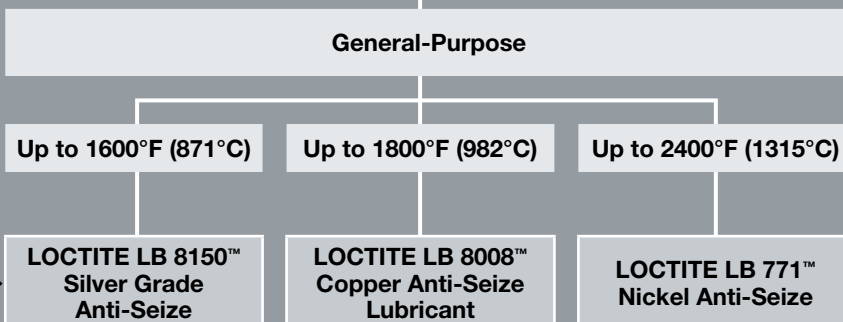 General-Purpose
Up to 1600°F (871°C)
Up to 1800°F (982°C)
Up to 2400°F (1315°C)
LOCTITE LB 8150™
Silver Grade
Anti-Seize
LOCTITE LB 8008™
Copper Anti-Seize
Lubricant
LOCTITE LB 771™
Nickel Anti-Seize